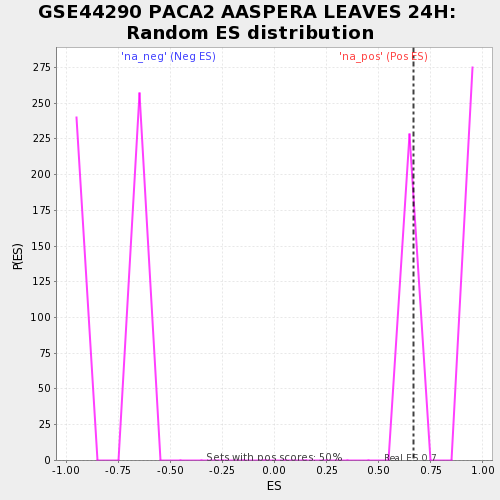 GSE44290 PACA2 AASPERA LEAVES 24H:
Random ES distribution
'na_neg' (Neg ES) 'na_pos' (Pos ES)
275
250
225
200
175
150
125
100
75
50
25
0
P(ES)
Sets with pos scores: 50%
Real ES 0.7
-1.00 -0.75 -0.50 -0.25 0.00 0.25 0.50 0.75 1.00
ES